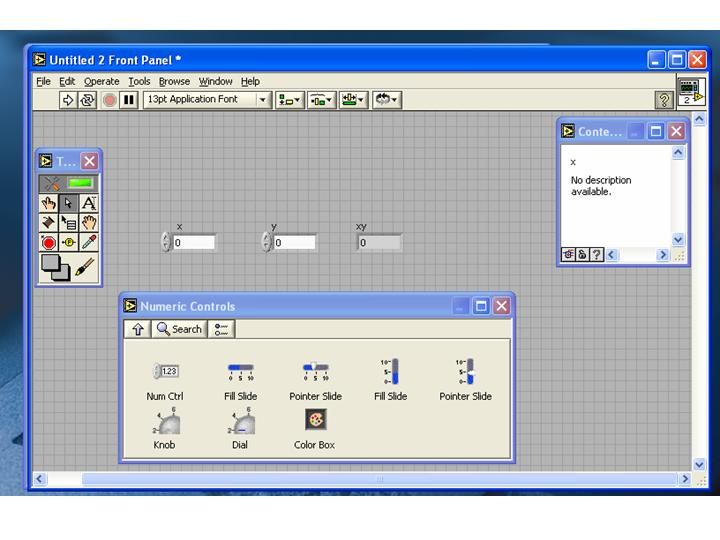 Untitled 2 Front Panel *
File Edit Operate Tools Browse Window Help
13pt Application Font
?
2
T...
Conte...
x
No description
available.
?
x y xy
0 0 0
Numeric Controls
Search
1.23
0 5 10
0 5 10
10-
5-
0-
10-
5-
0-
Num Ctrl Fill Slide Pointer Slide Fill Slide Pointer Slide
2 4 6
2 4 6
Knob Dial Color Box